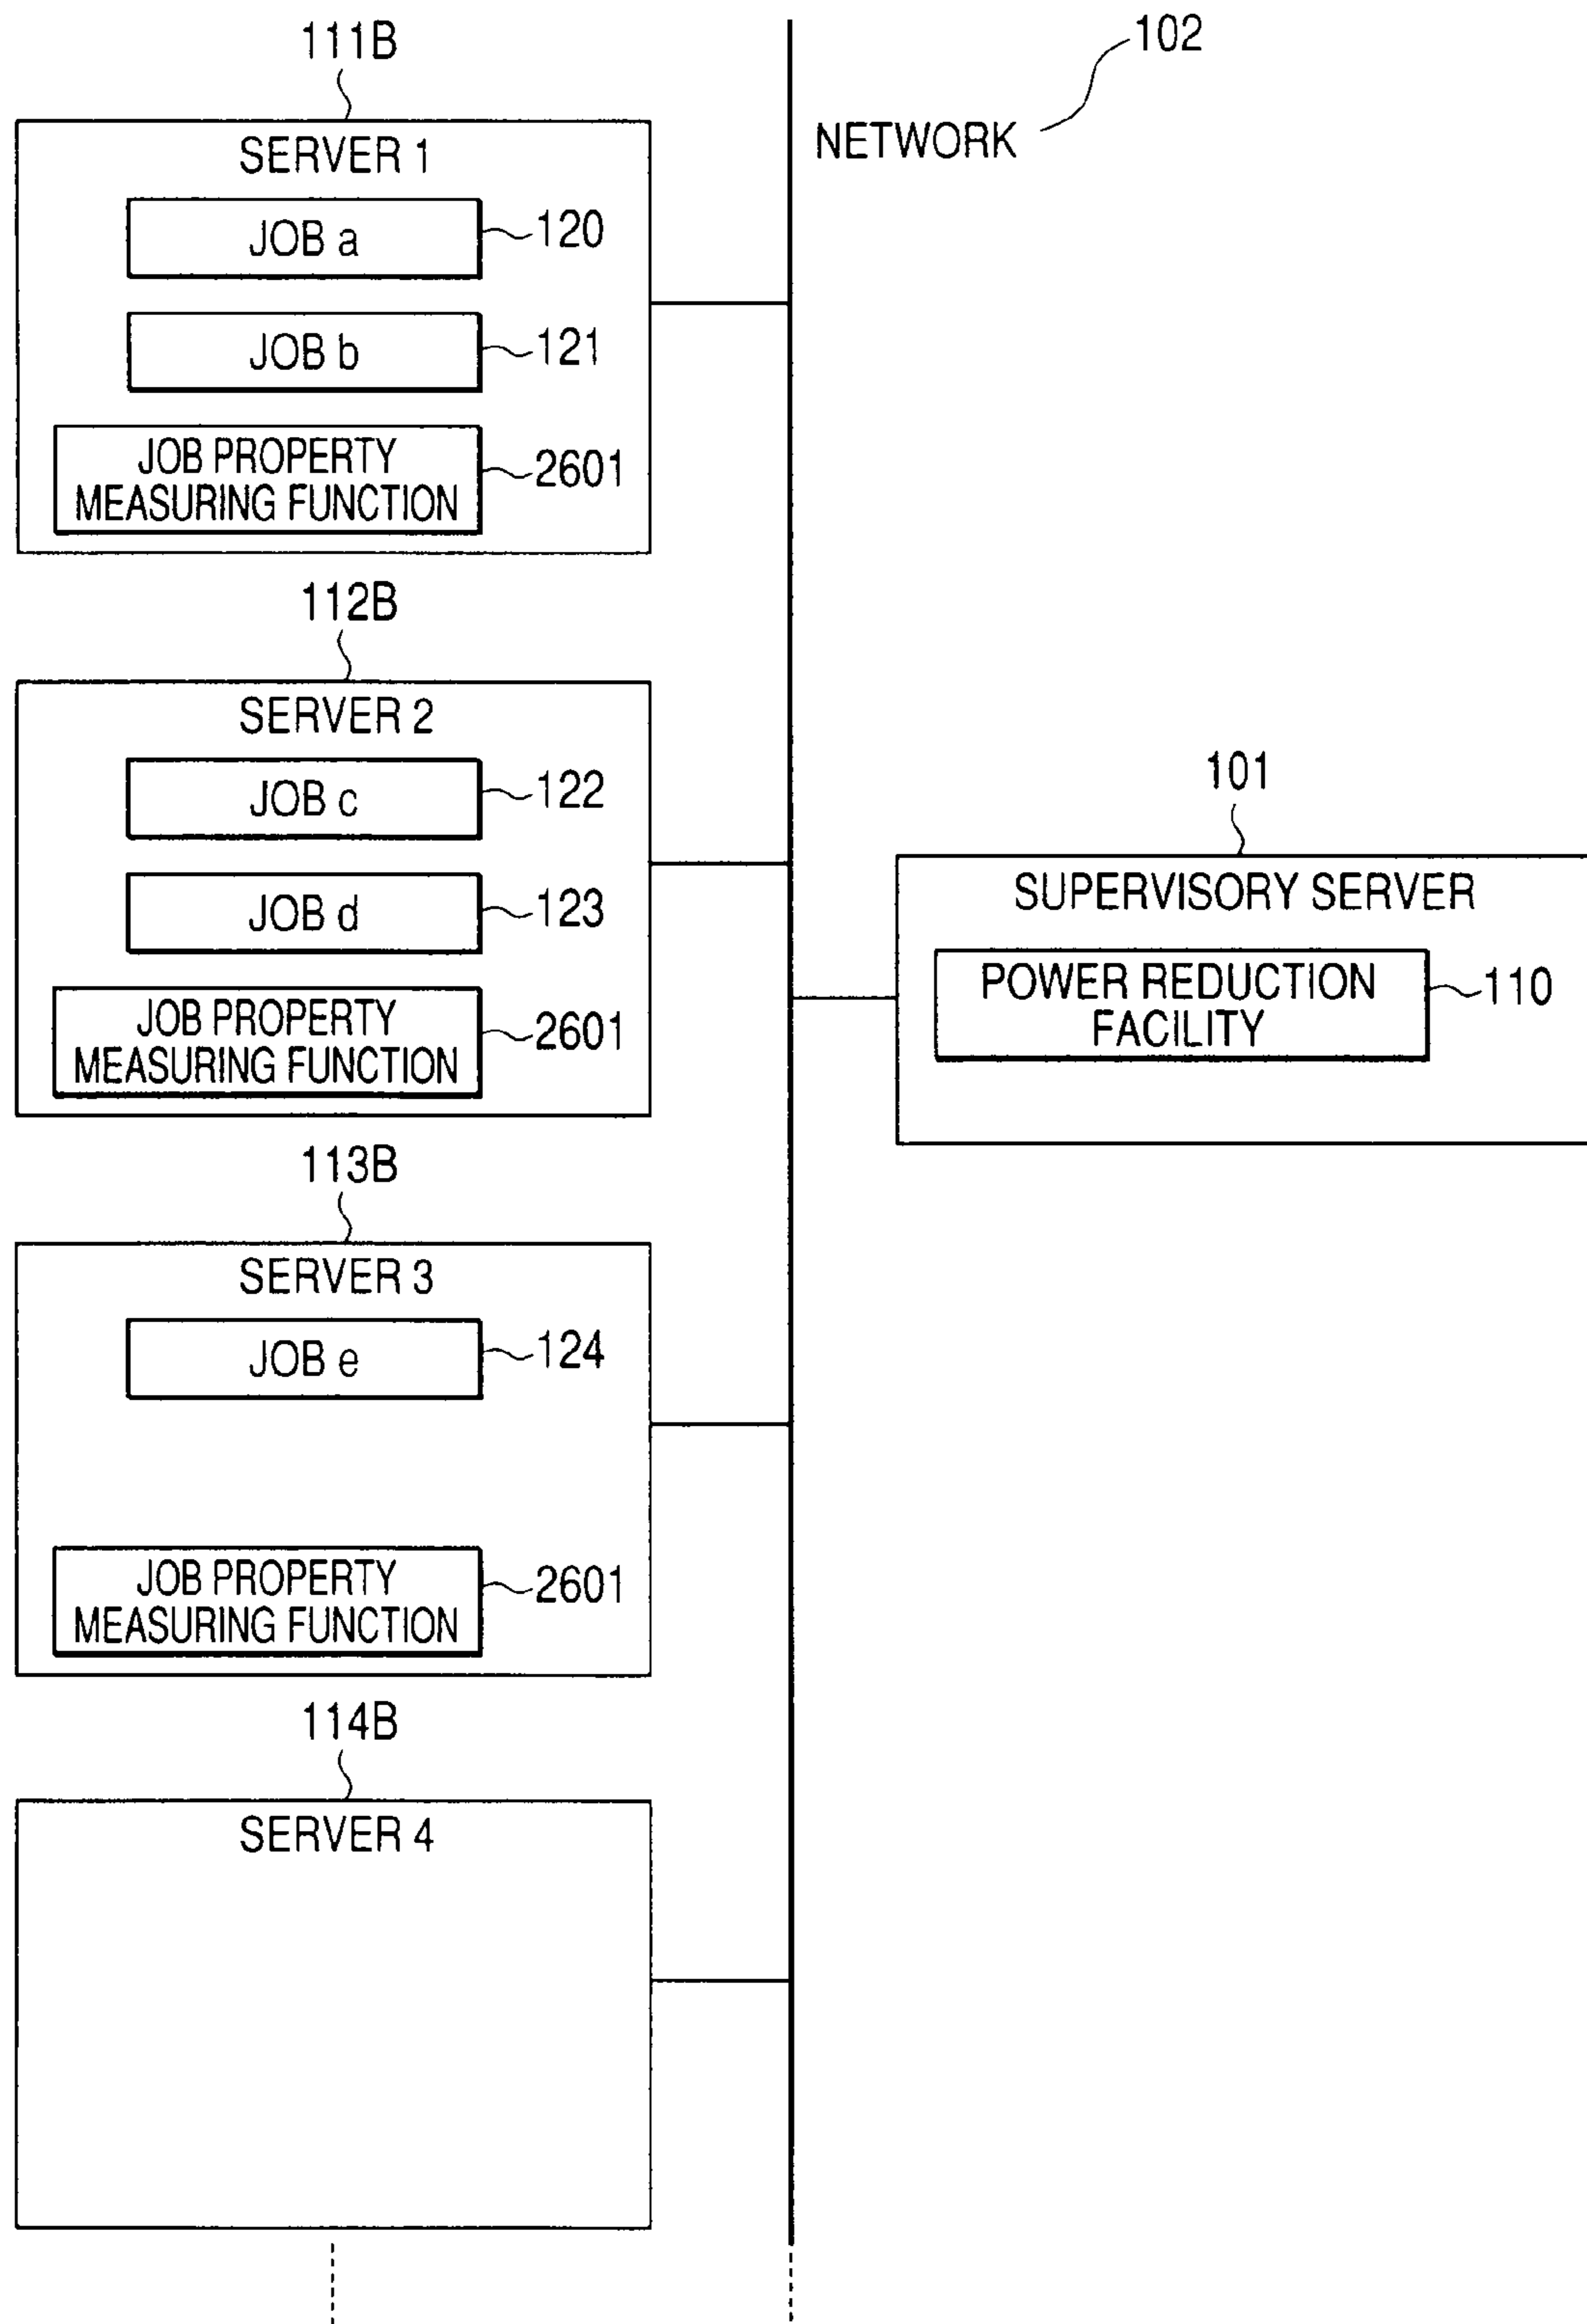 111B
SERVER 1
JOB a
120
JOB b
121
JOB PROPERTY
MEASURING FUNCTION
2601
112B
SERVER 2
JOB c
122
JOB d
123
JOB PROPERTY
MEASURING FUNCTION
2601
113B
SERVER 3
JOB e
124
JOB PROPERTY
MEASURING FUNCTION
2601
114B
SERVER 4
102
NETWORK
101
SUPERVISORY SERVER
POWER REDUCTION
FACILITY
110